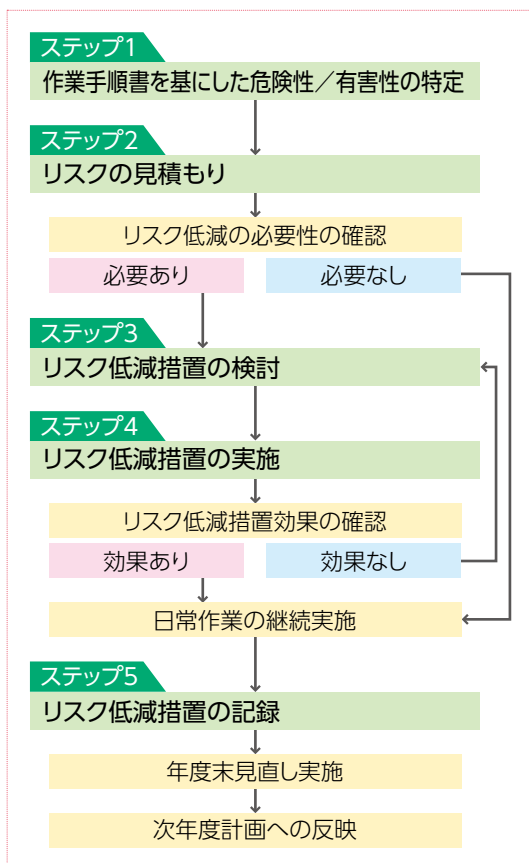 ステップ1
作業手順書を基にした危険性／有害性の特定
ステップ2
リスクの見積もり
リスク低減の必要性の確認
必要あり
必要なし
ステップ3
リスク低減措置の検討
ステップ4
リスク低減措置の実施
リスク低減措置効果の確認
効果あり
効果なし
日常作業の継続実施
ステップ5
リスク低減措置の記録
年度末見直し実施
次年度計画への反映